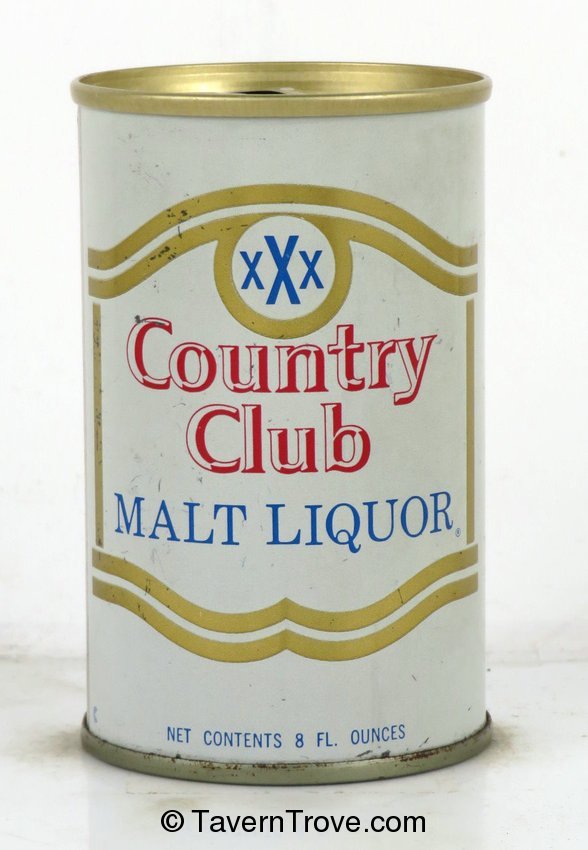 xXx
Country
Club
MALT LIQUOR®
NET CONTENTS 8 FL. OUNCES
© TavernTrove.com